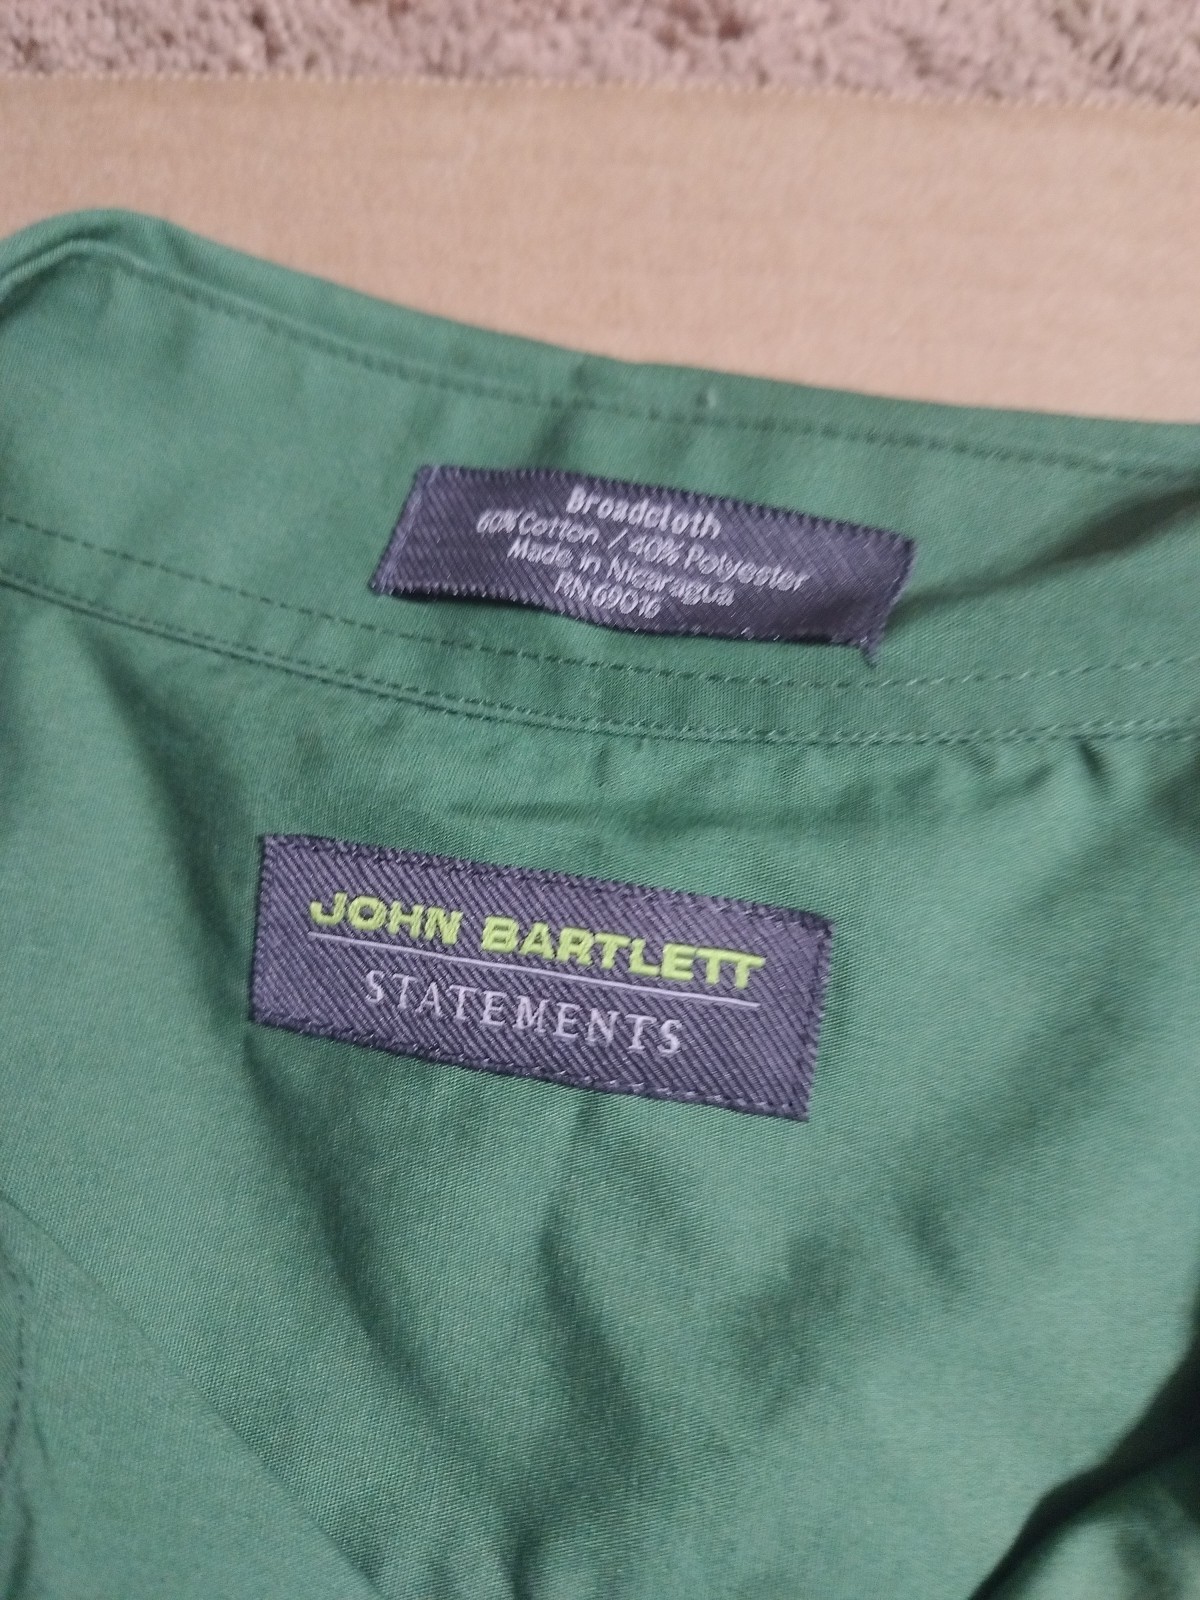 Broadcloth
60% Cotton / 40% Polyester
Made in Nicaragua
RN 69016
JOHN BARTLETT
STATEMENTS